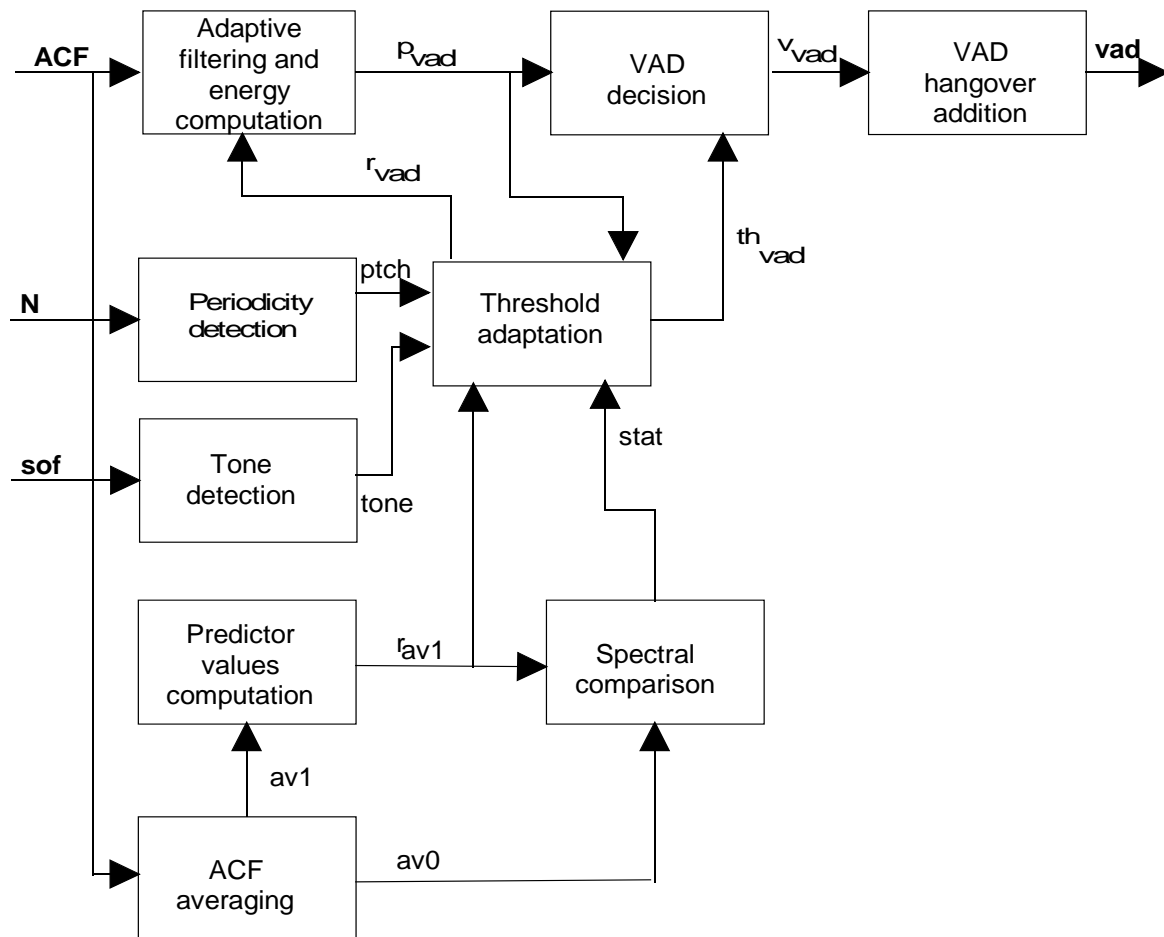 ACF
Adaptive
filtering and
energy
computation
pvad
VAD
decision
vvad
VAD
hangover
addition
vad
rvad
thvad
N
Periodicity
detection
ptch
Threshold
adaptation
sof
Tone
detection
tone
stat
Predictor
values
computation
rav1
Spectral
comparison
av1
ACF
averaging
av0